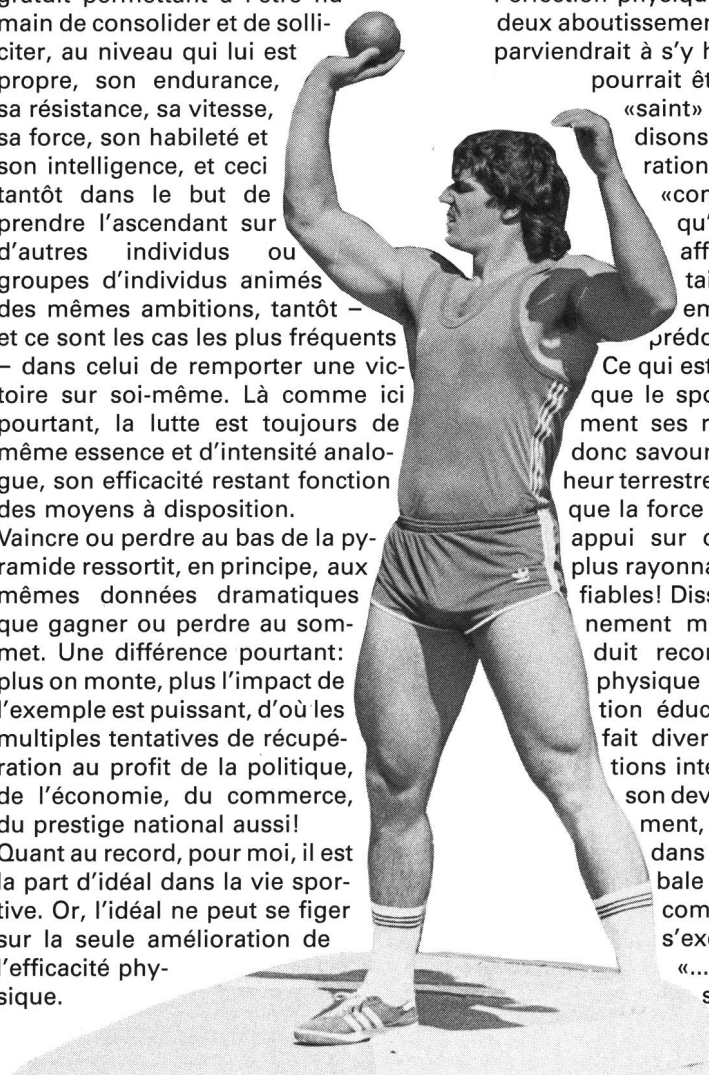 gratuit permettant à l'être hu-
main de consolider et de solli-
citer, au niveau qui lui est
propre, son endurance,
sa résistance, sa vitesse,
sa force, son habileté et
son intelligence, et ceci
tantôt dans le but de
prendre l'ascendant sur
d'autres individus ou
groupes d'individus animés
des mêmes ambitions, tantôt –
et ce sont les cas les plus fréquents
– dans celui de remporter une vic-
toire sur soi-même. Là comme ici
pourtant, la lutte est toujours de
même essence et d'intensité analo-
gue, son efficacité restant fonction
des moyens à disposition.
Vaincre ou perdre au bas de la py-
ramide ressortit, en principe, aux
mêmes données dramatiques
que gagner ou perdre au som-
met. Une différence pourtant:
plus on monte, plus l'impact de
l'exemple est puissant, d'où les
multiples tentatives de récupé-
ration au profit de la politique,
de l'économie, du commerce,
du prestige national aussi!
Quant au record, pour moi, il est
la part d'idéal dans la vie spor-
tive. Or, l'idéal ne peut se figer
sur la seule amélioration de
l'efficacité phy-
sique.
deux aboutissemen
parviendrait à s'y h
pourrait êt
«saint»
disons
ration
«con
qu'
aff
tai
em
prédo
Ce qui est
que le spo
ment ses r
donc savour
heur terrestre
que la force
appui sur
plus rayonna
fiables! Diss
nement m
duit recor
physique
tion éduc
fait diver
tions inte
son dev
ment,
dans
bale
com
s'ex
«...
s